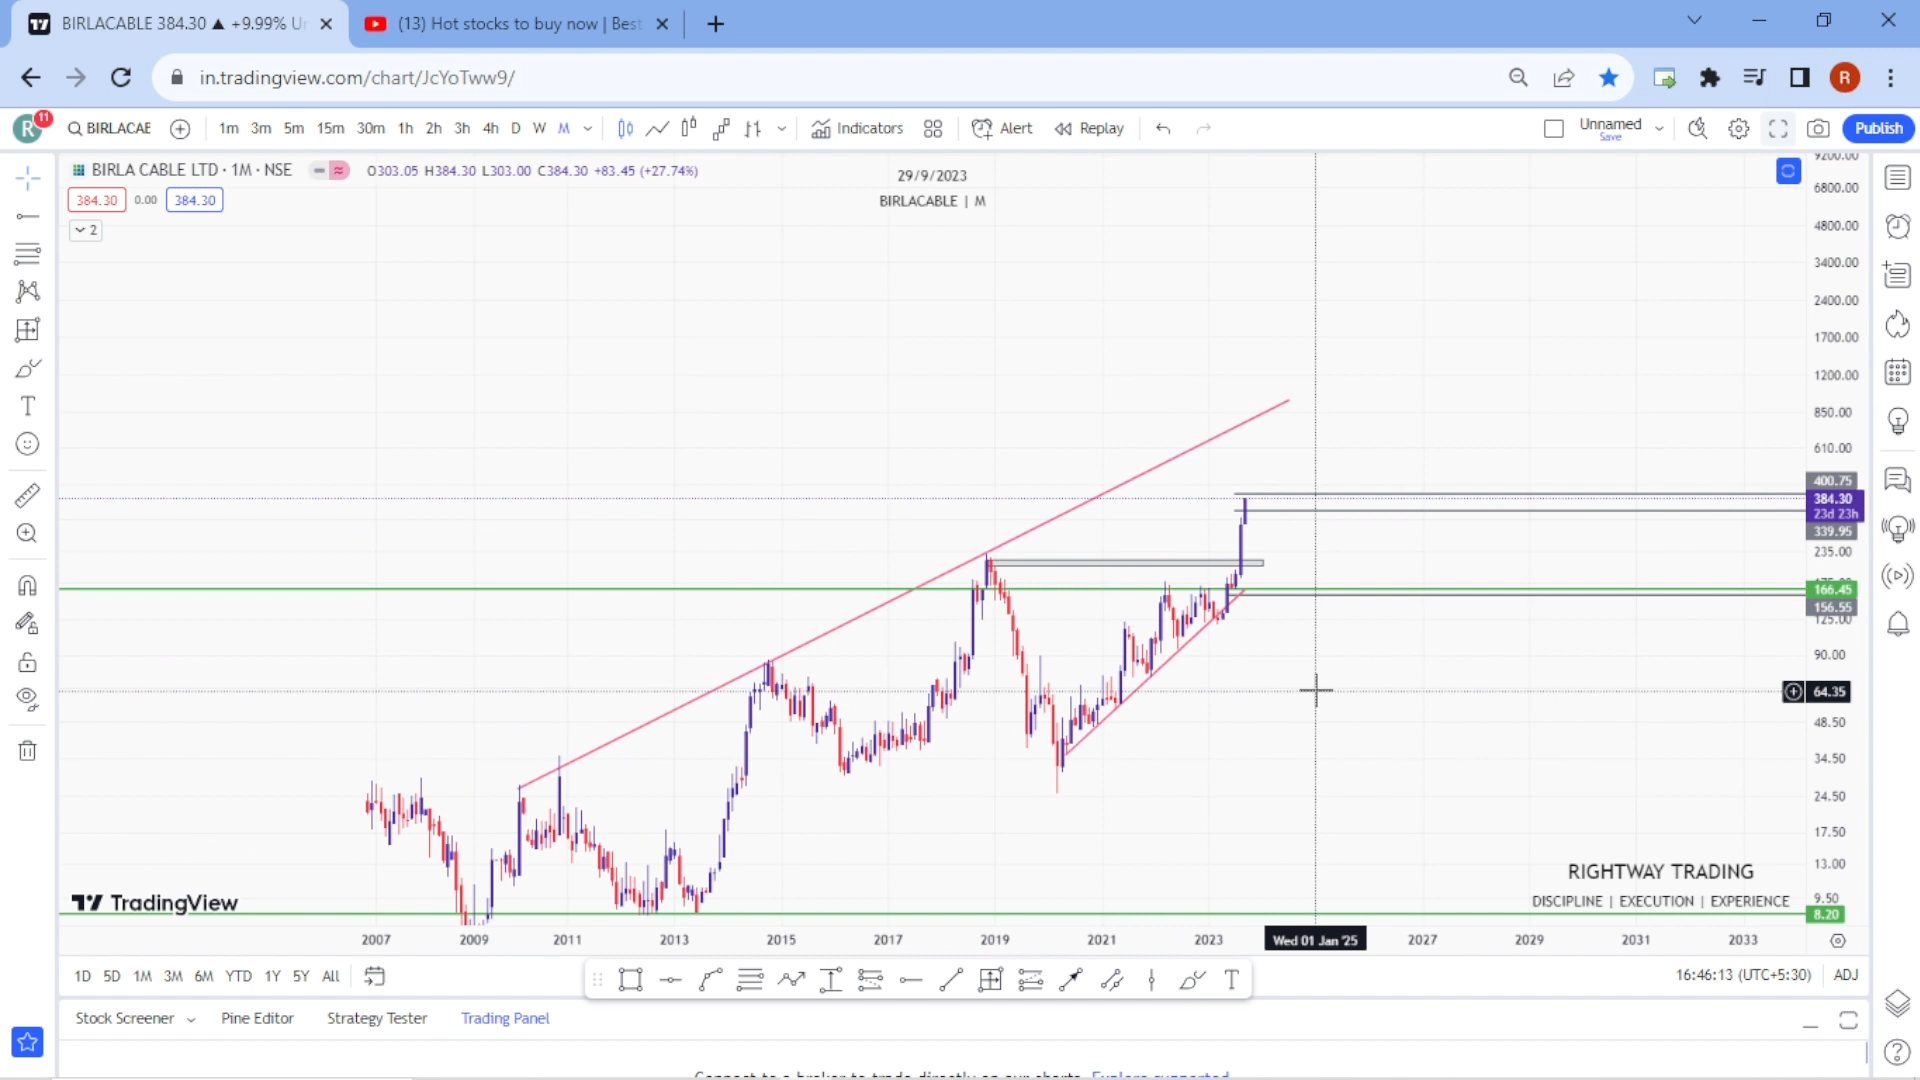 BIRLACABLE 384.30 ▲ +9.99% Un
(13) Hot stocks to buy now | Best
in.tradingview.com/chart/JcYoTww9/
R
R
11
BIRLACAE
1m 3m 5m 15m 30m 1h 2h 3h 4h D W M
Indicators
Alert
Replay
Unnamed
Save
Publish
BIRLA CABLE LTD · 1M · NSE
O303.05 H384.30 L303.00 C384.30 +83.45 (+27.74%)
384.30 0.00 384.30
2
29/9/2023
BIRLACABLE | M
9200.00
6800.00
4800.00
3400.00
2400.00
1700.00
1200.00
850.00
610.00
400.75
384.30
23d 23h
339.95
235.00
166.45
156.55
125.00
90.00
64.35
48.50
34.50
24.50
17.50
13.00
9.50
8.20
RIGHTWAY TRADING
DISCIPLINE | EXECUTION | EXPERIENCE
TradingView
2007 2009 2011 2013 2015 2017 2019 2021 2023 Wed 01 Jan '25 2027 2029 2031 2033
1D 5D 1M 3M 6M YTD 1Y 5Y All
16:46:13 (UTC+5:30) ADJ
Stock Screener Pine Editor Strategy Tester Trading Panel